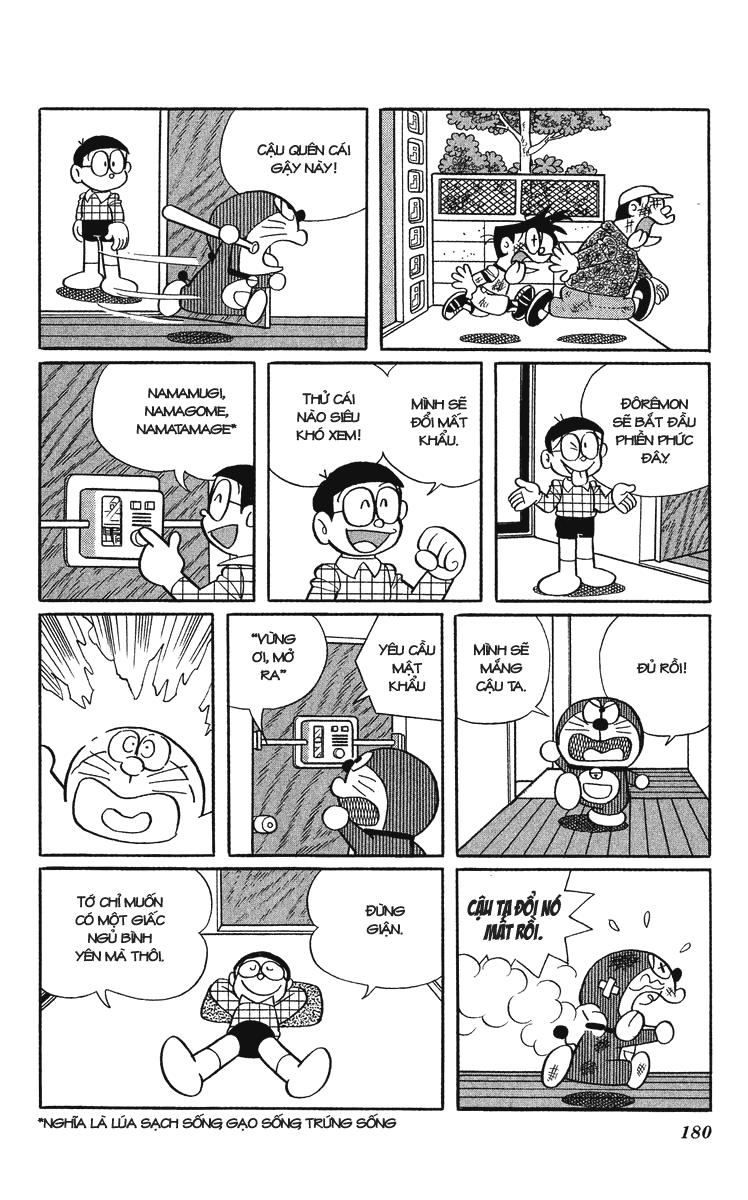 CẬU QUÊN CÁI
GẬY NÀY!
ĐÔRÊMON
SẼ BẮT ĐẦU
PHIỀN PHỨC
ĐÂY.
MÌNH SẼ
ĐỔI MẤT
KHẨU.
THỬ CÁI
NÀO SIÊU
KHÓ XEM!
NAMAMUGI,
NAMAGOME,
NAMATAMAGE*
ĐỦ RỒI!
MÌNH SẼ
MẮNG
CẬU TA.
YÊU CẦU
MẬT
KHẨU
"VỪNG
ƠI, MỞ
RA"
CẬU TA ĐỔI NÓ
MẤT RỒI.
ĐỪNG
GIẬN.
TỚ CHỈ MUỐN
CÓ MỘT GIẤC
NGỦ BÌNH
YÊN MÀ THÔI.
*NGHĨA LÀ LÚA SẠCH SỐNG, GẠO SỐNG, TRỨNG SỐNG
180